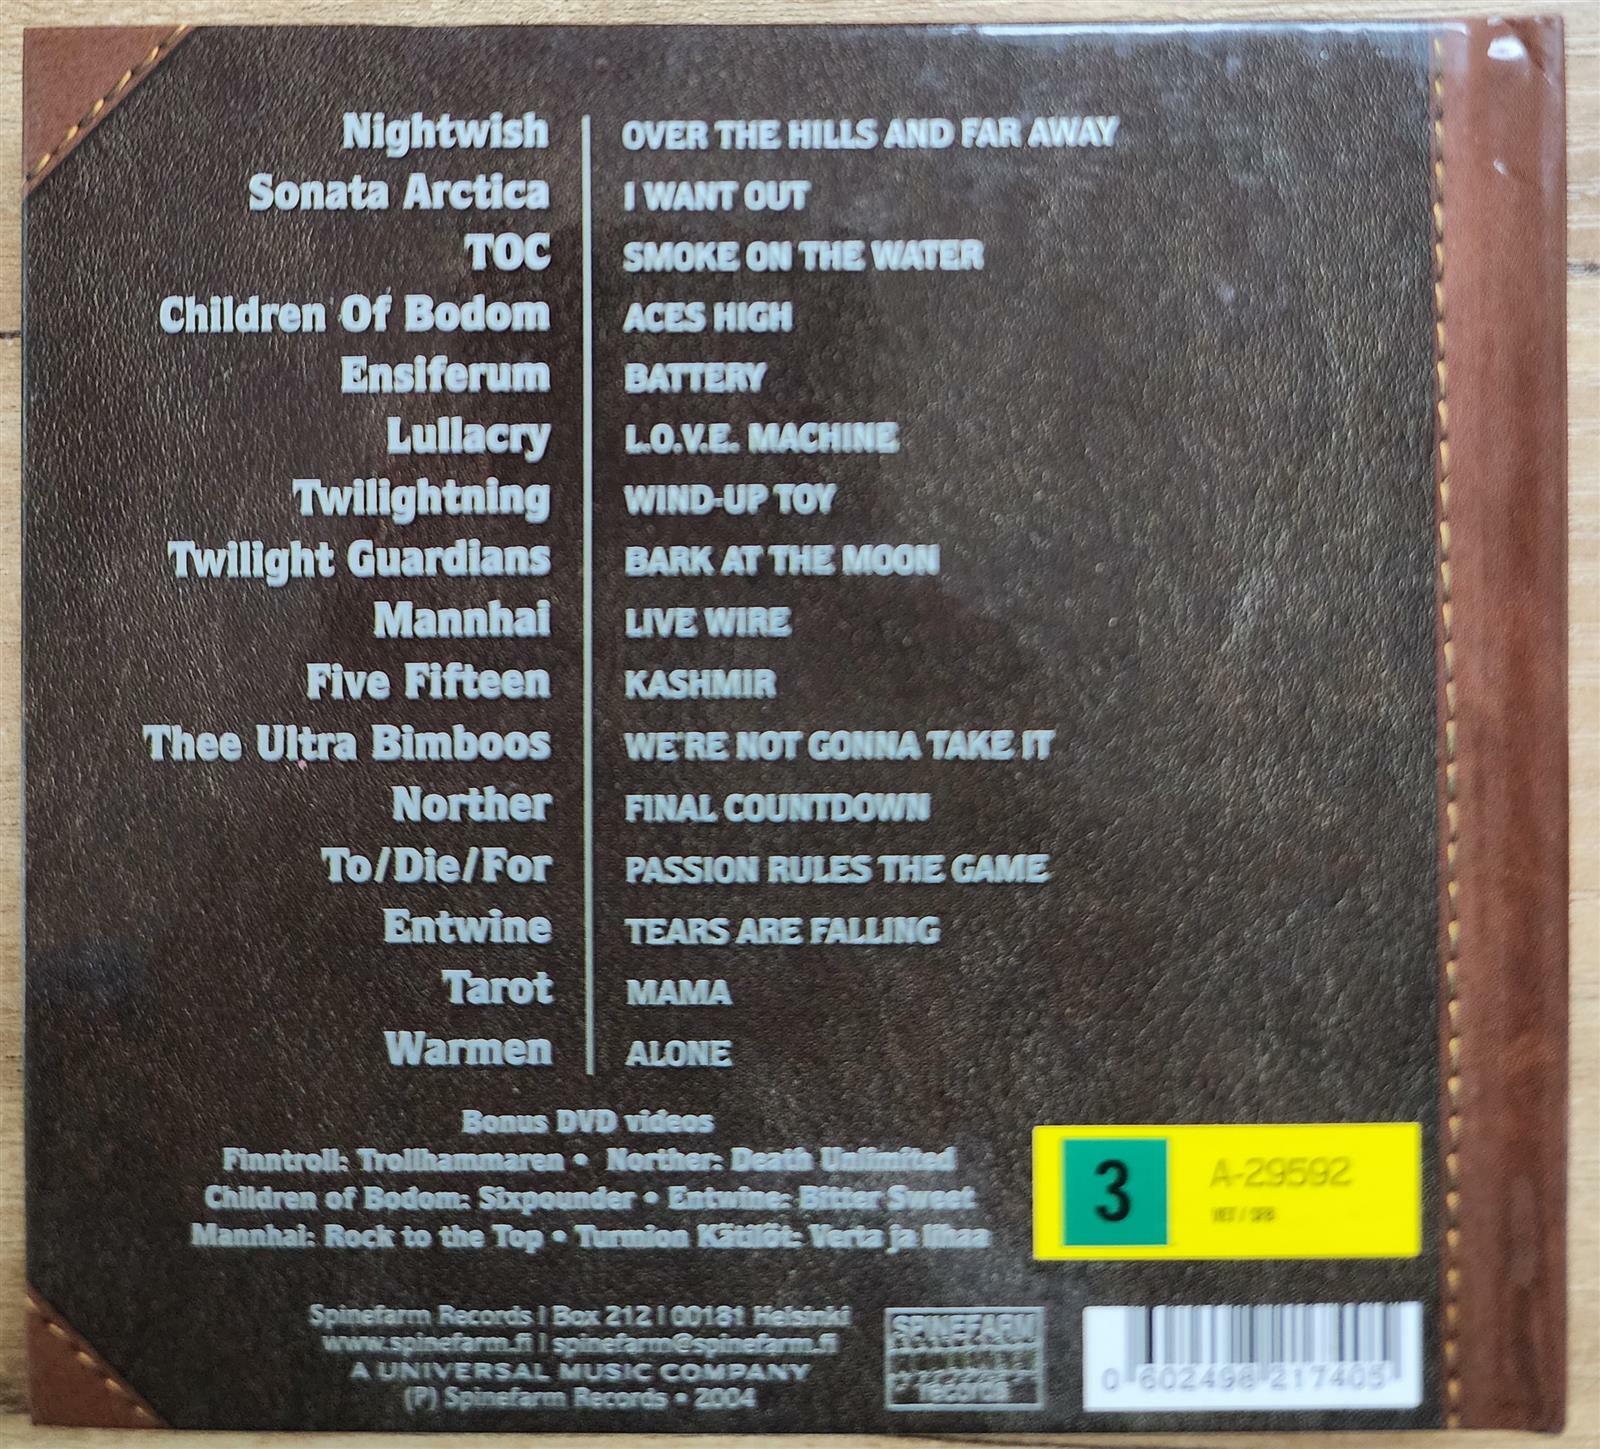 Nightwish OVER THE HILLS AND FAR AWAY
Sonata Arctica I WANT OUT
TOC SMOKE ON THE WATER
Children Of Bodom ACES HIGH
Ensiferum BATTERY
Lullacry L.O.V.E. MACHINE
Twilightning WIND-UP TOY
Twilight Guardians BARK AT THE MOON
Mannhai LIVE WIRE
Five Fifteen KASHMIR
Thee Ultra Bimboos WE'RE NOT GONNA TAKE IT
Norther FINAL COUNTDOWN
To/Die/For PASSION RULES THE GAME
Entwine TEARS ARE FALLING
Tarot MAMA
Warmen ALONE
Bonus DVD videos
Finntroll: Trollhammaren • Norther: Death Unlimited
Children of Bodom: Sixpounder • Entwine: Bitter Sweet
Mannhai: Rock to the Top • Turmion Kätilöt: Verta ja lihaa
3 A-29592
Spinefarm Records | Box 212 | 00181 Helsinki
www.spinefarm.fi | spinefarm@spinefarm.fi
A UNIVERSAL MUSIC COMPANY
(P) Spinefarm Records • 2004
SPINEFARM
records
0 602498 217405